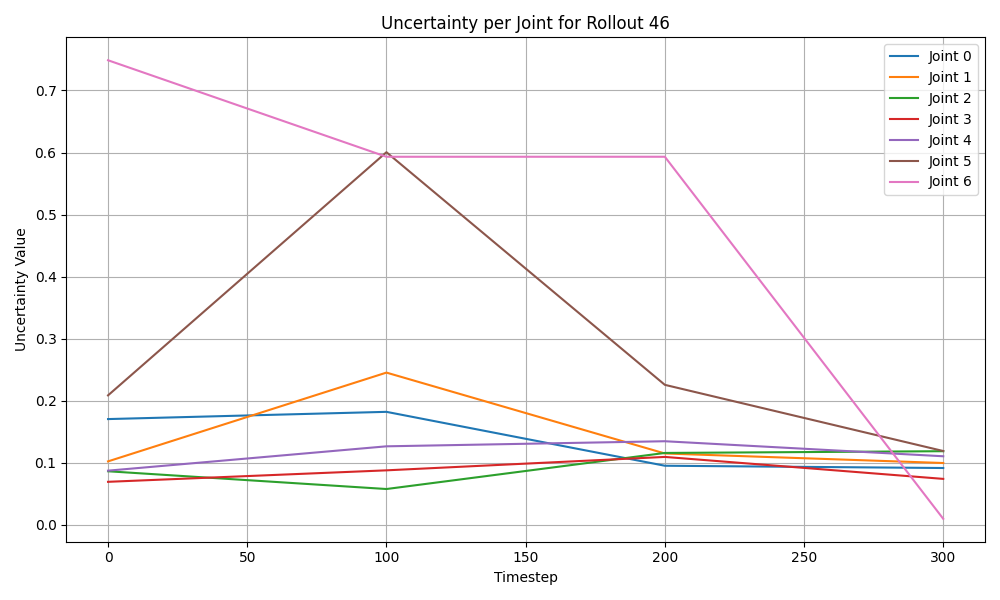 Uncertainty per Joint for Rollout 46
Joint 0
Joint 1
Joint 2
Joint 3
Joint 4
Joint 5
Joint 6
Uncertainty Value
0.7
0.6
0.5
0.4
0.3
0.2
0.1
0.0
0 50 100 150 200 250 300
Timestep